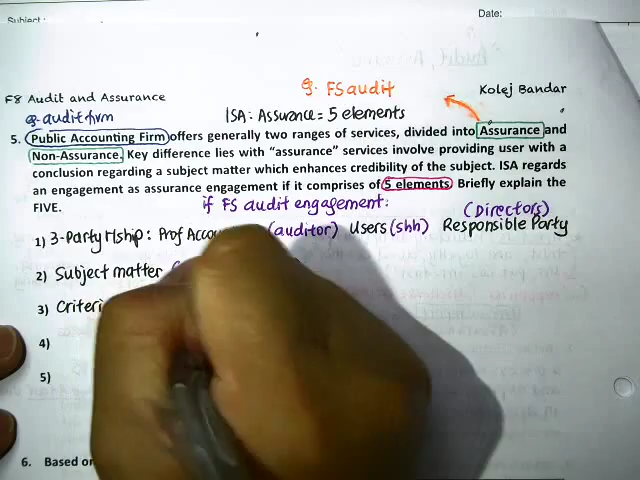 Subject:
Date:
eg. FS audit
F8 Audit and Assurance
Kolej Bandar
eg. audit firm
ISA: Assurance = 5 elements
5. Public Accounting Firm offers generally two ranges of services, divided into Assurance and
Non-Assurance. Key difference lies with "assurance" services involve providing user with a
conclusion regarding a subject matter which enhances credibility of the subject. ISA regards
an engagement as assurance engagement if it comprises of 5 elements Briefly explain the
FIVE.
if FS audit engagement:
(Directors)
1) 3-Party r/ship: Prof (auditor) Users (shh) Responsible Party
2) Subject matter
3)
4)
5)
6. Based